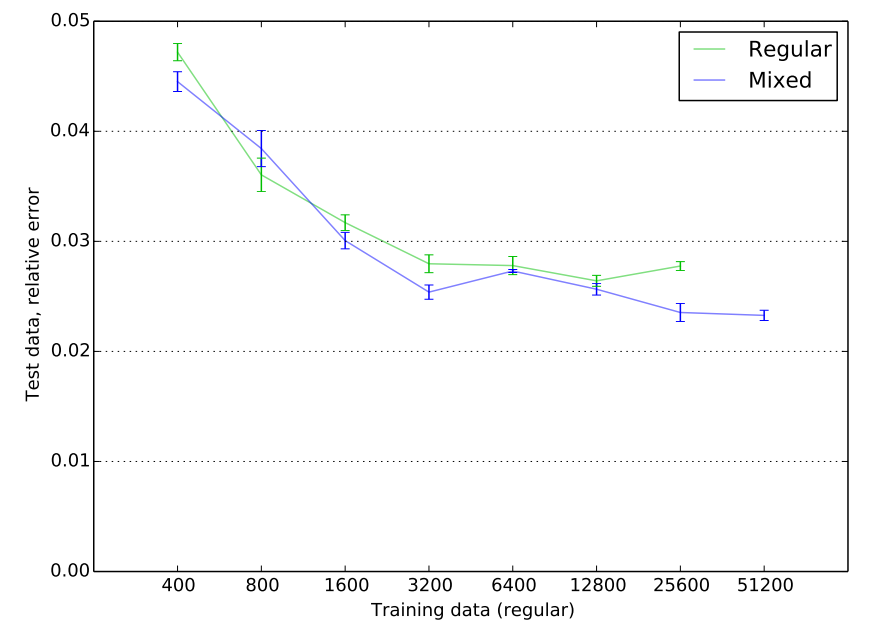 0.05
0.04
0.03
0.02
0.01
0.00
Test data, relative error
Regular
Mixed
400 800 1600 3200 6400 12800 25600 51200
Training data (regular)